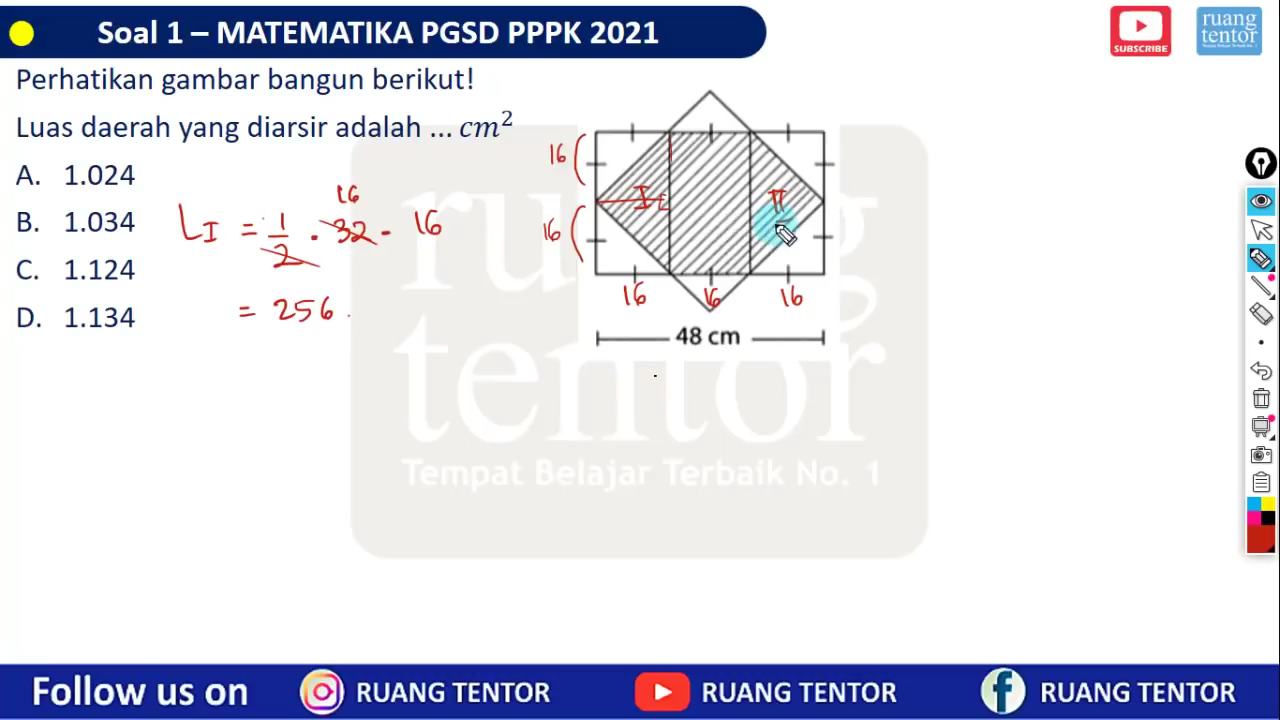 Soal 1 – MATEMATIKA PGSD PPPK 2021
SUBSCRIBE
ruang
tentor
Perhatikan gambar bangun berikut!
Luas daerah yang diarsir adalah ... cm²
A. 1.024
B. 1.034
C. 1.124
D. 1.134
16
L_I = 1/2 . 32 . 16
= 256
16
16
I
II
16 16 16
48 cm
ruang
tentor
Tempat Belajar Terbaik No. 1
Follow us on RUANG TENTOR RUANG TENTOR RUANG TENTOR